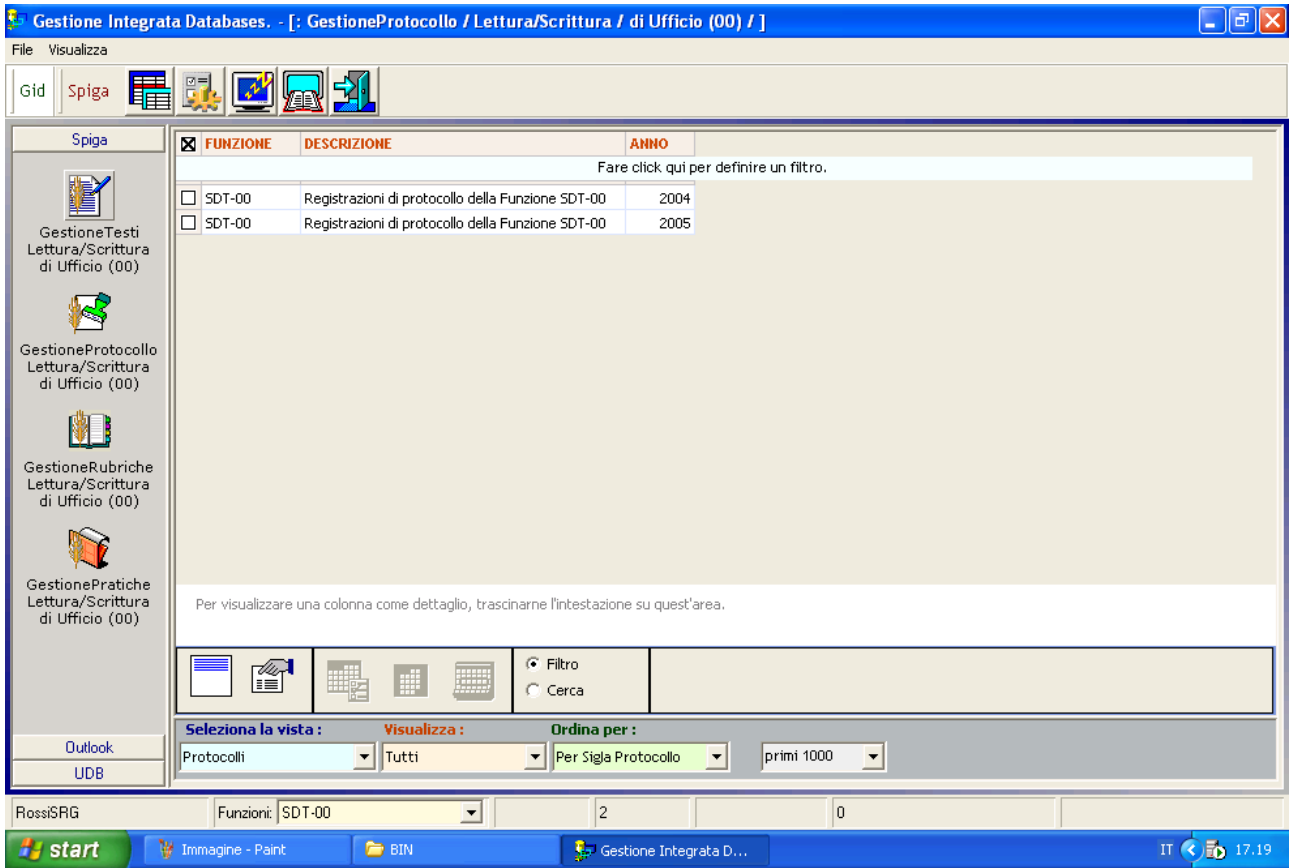 Gestione Integrata Databases. - [: GestioneProtocollo / Lettura/Scrittura / di Ufficio (00) / ]
File Visualizza
Gid Spiga
Spiga
FUNZIONE DESCRIZIONE ANNO
Fare click qui per definire un filtro.
SDT-00 Registrazioni di protocollo della Funzione SDT-00 2004
SDT-00 Registrazioni di protocollo della Funzione SDT-00 2005
GestioneTesti
Lettura/Scrittura
di Ufficio (00)
GestioneProtocollo
Lettura/Scrittura
di Ufficio (00)
GestioneRubriche
Lettura/Scrittura
di Ufficio (00)
GestionePratiche
Lettura/Scrittura
di Ufficio (00)
Per visualizzare una colonna come dettaglio, trascinarne l'intestazione su quest'area.
Filtro
Cerca
Seleziona la vista : Visualizza : Ordina per :
Protocolli Tutti Per Sigla Protocollo primi 1000
Outlook
UDB
RossiSRG Funzioni: SDT-00 2 0
start Immagine - Paint BIN Gestione Integrata D... IT 17.19